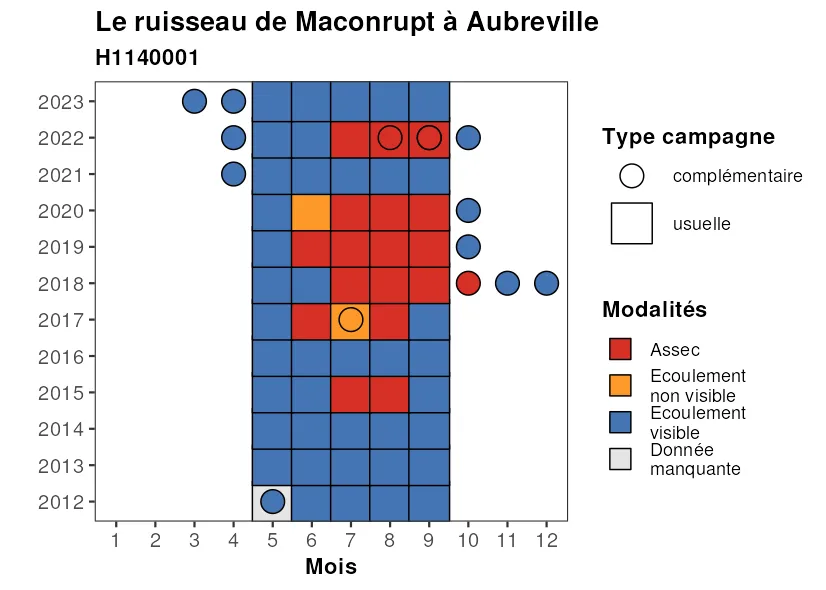 Le ruisseau de Maconrupt à Aubreville
H1140001
2023
2022
2021
2020
2019
2018
2017
2016
2015
2014
2013
2012
1 2 3 4 5 6 7 8 9 10 11 12
Mois
Type campagne
complémentaire
usuelle
Modalités
Assec
Ecoulement
non visible
Ecoulement
visible
Donnée
manquante